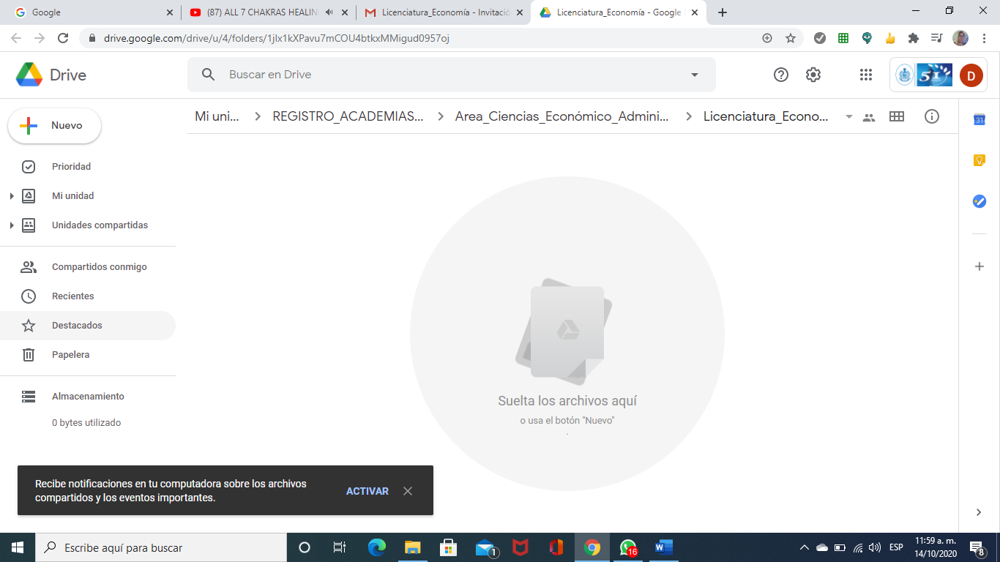 Google
(87) ALL 7 CHAKRAS HEALIN
Licenciatura_Economía - Invitació
Licenciatura_Economía - Google
drive.google.com/drive/u/4/folders/1jlx1kXPavu7mCOU4btkxMMigud0957oj
Drive
Buscar en Drive
51
D
Nuevo
Mi uni...
REGISTRO_ACADEMIAS...
Area_Ciencias_Económico_Admini...
Licenciatura_Econo...
31
Prioridad
Mi unidad
Unidades compartidas
Compartidos conmigo
Recientes
Destacados
Papelera
Almacenamiento
0 bytes utilizado
Suelta los archivos aquí
o usa el botón "Nuevo"
.
Recibe notificaciones en tu computadora sobre los archivos
compartidos y los eventos importantes.
ACTIVAR
Escribe aquí para buscar
1
16
W
ESP
11:59 a. m.
14/10/2020
8